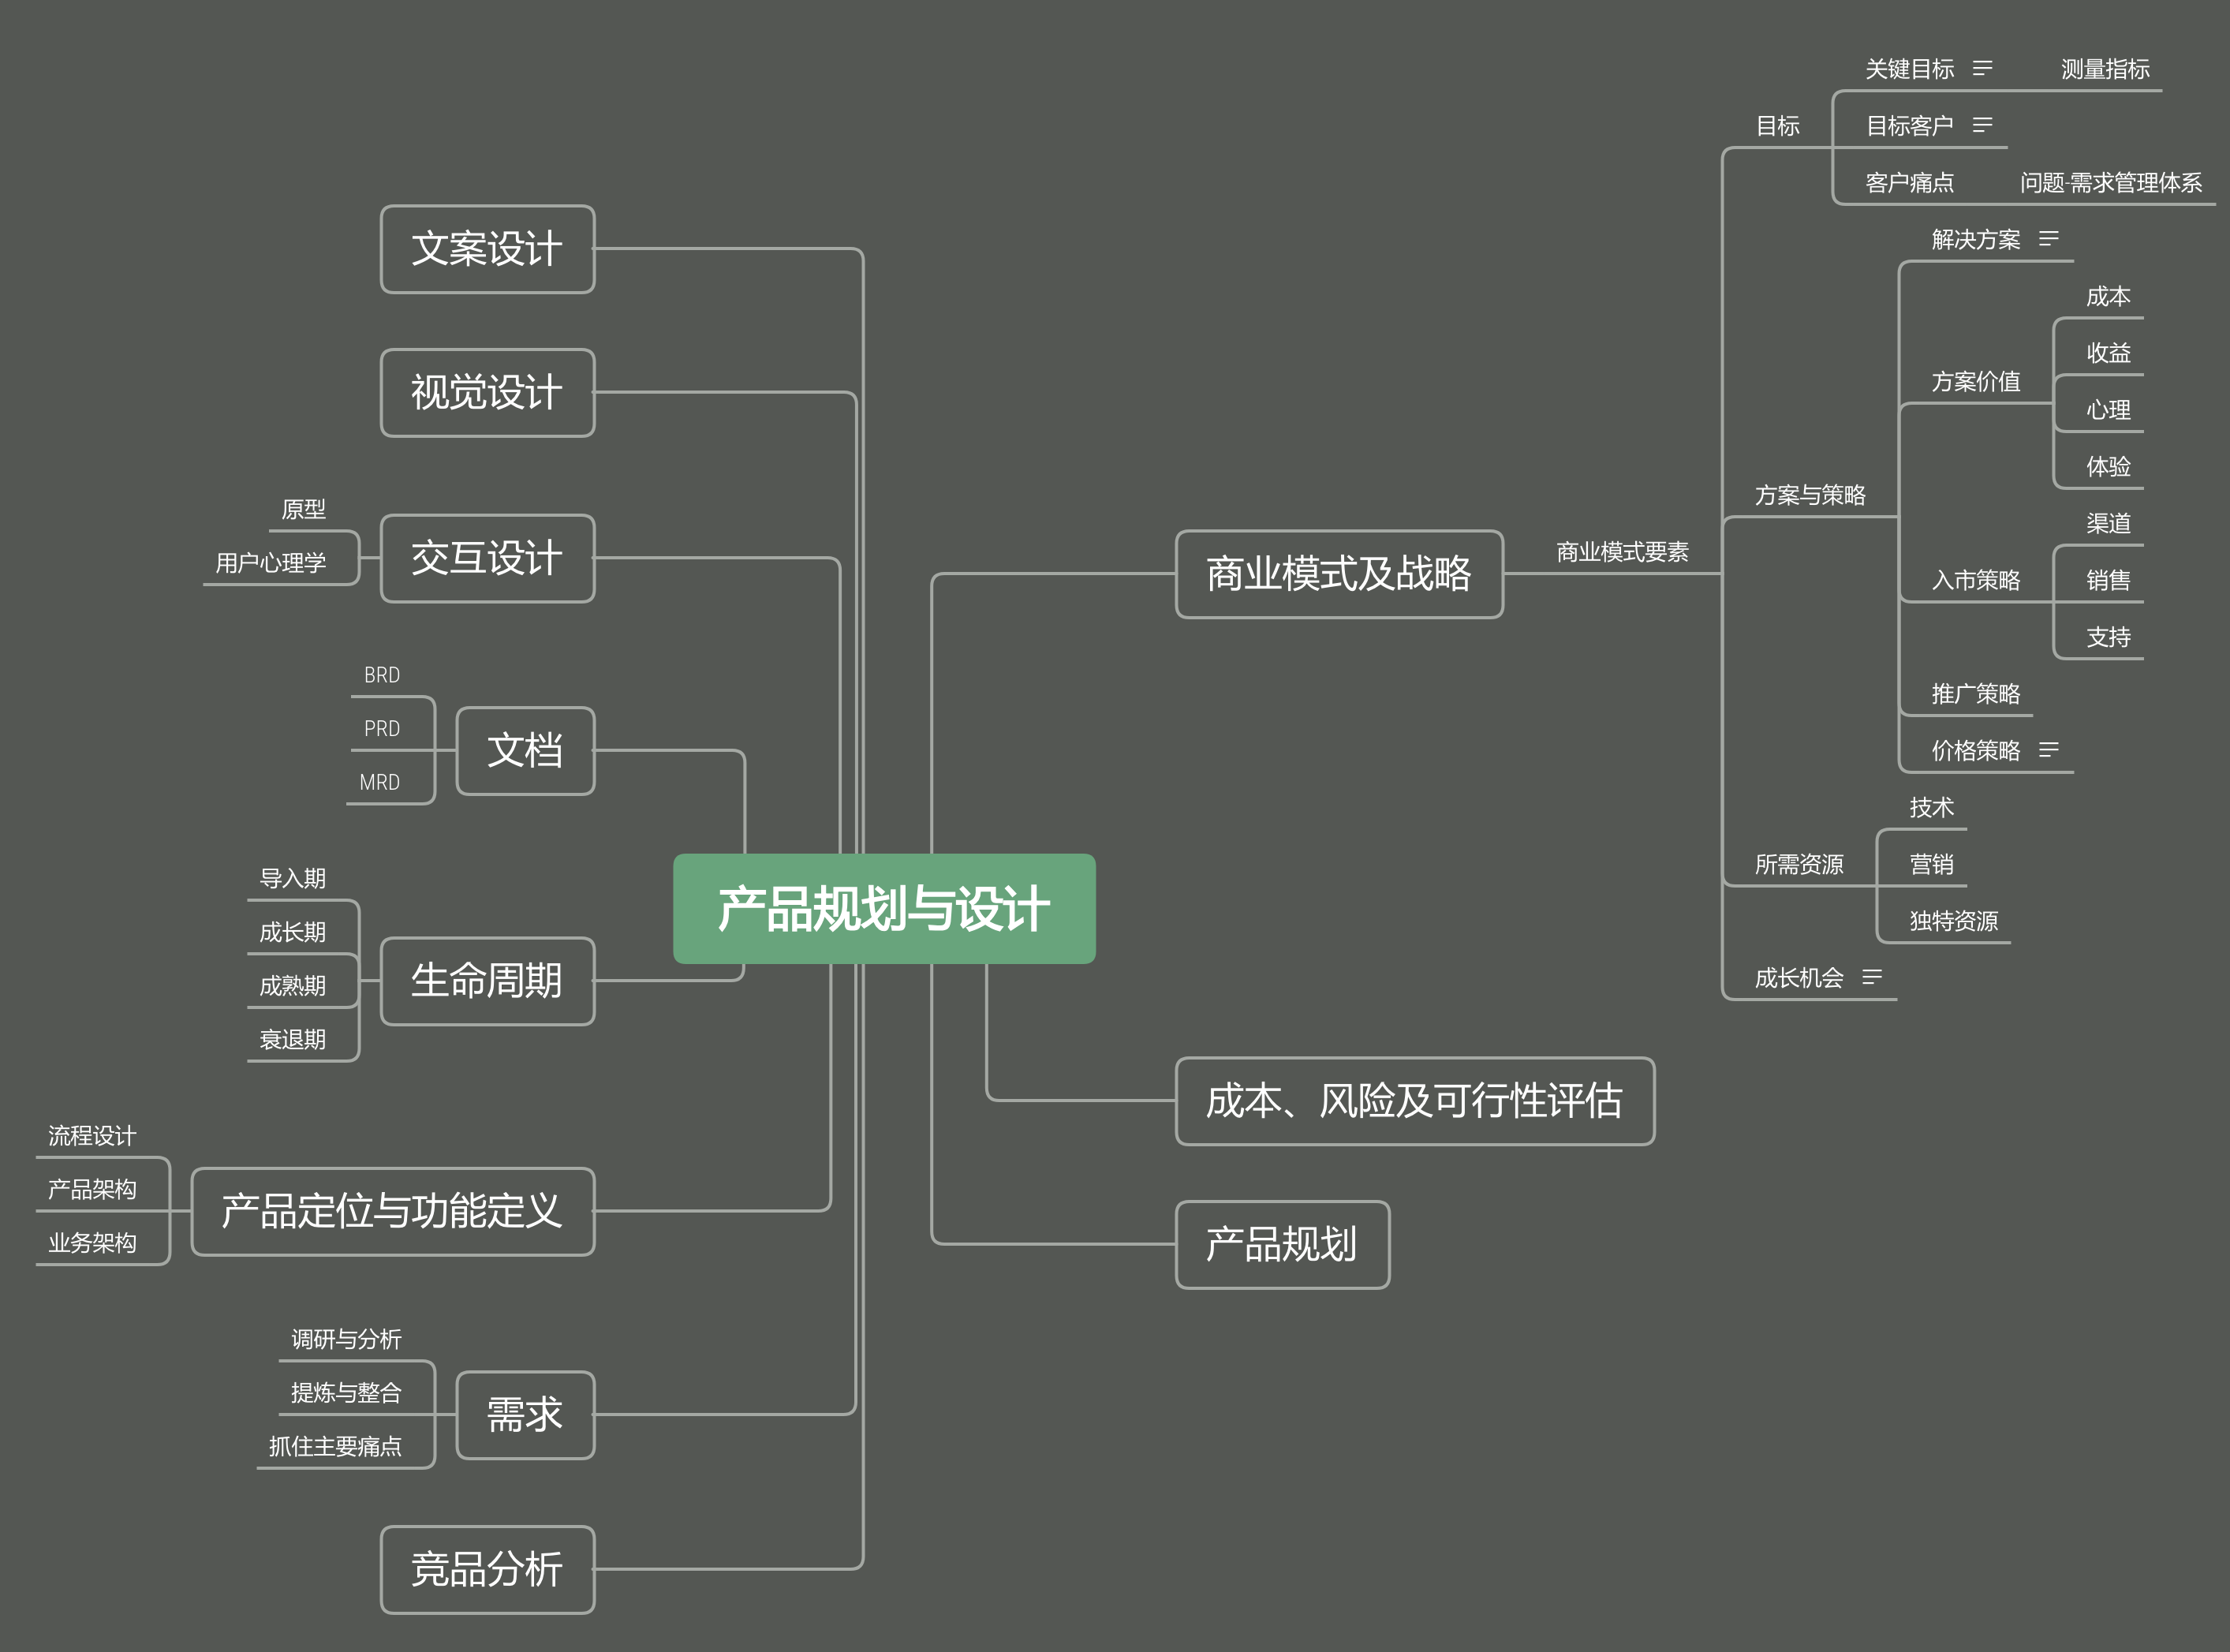 产品规划与设计
商业模式及战略
商业模式要素
目标
关键目标
测量指标
目标客户
客户痛点
问题-需求管理体系
方案与策略
解决方案
方案价值
成本
收益
心理
体验
入市策略
渠道
销售
支持
推广策略
价格策略
所需资源
技术
营销
独特资源
成长机会
成本、风险及可行性评估
产品规划
文案设计
视觉设计
交互设计
原型
用户心理学
文档
BRD
PRD
MRD
生命周期
导入期
成长期
成熟期
衰退期
产品定位与功能定义
流程设计
产品架构
业务架构
需求
调研与分析
提炼与整合
抓住主要痛点
竞品分析